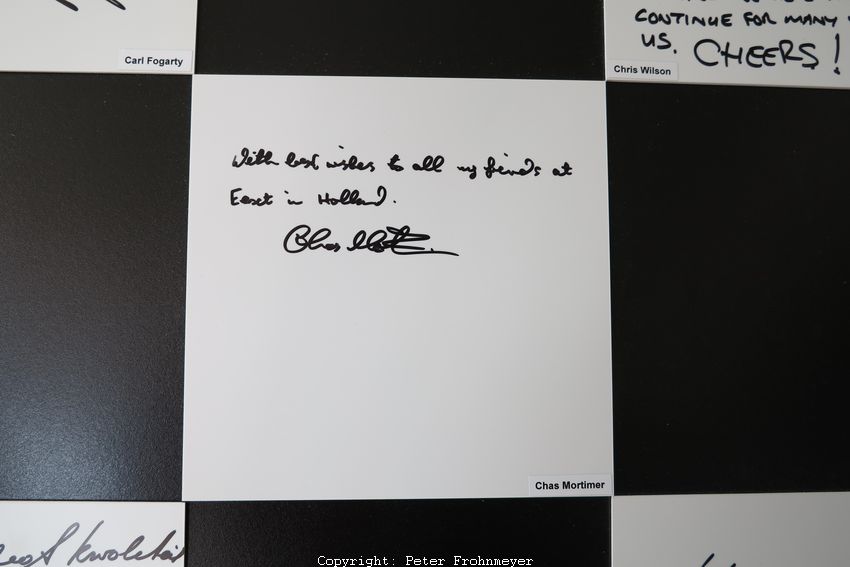 Carl Fogarty
CONTINUE FOR MANY
US. CHEERS!
Chris Wilson
With best wishes to all my friends at
in Holland.
Chas
Chas Mortimer
Copyright: Peter Frohnmeyer